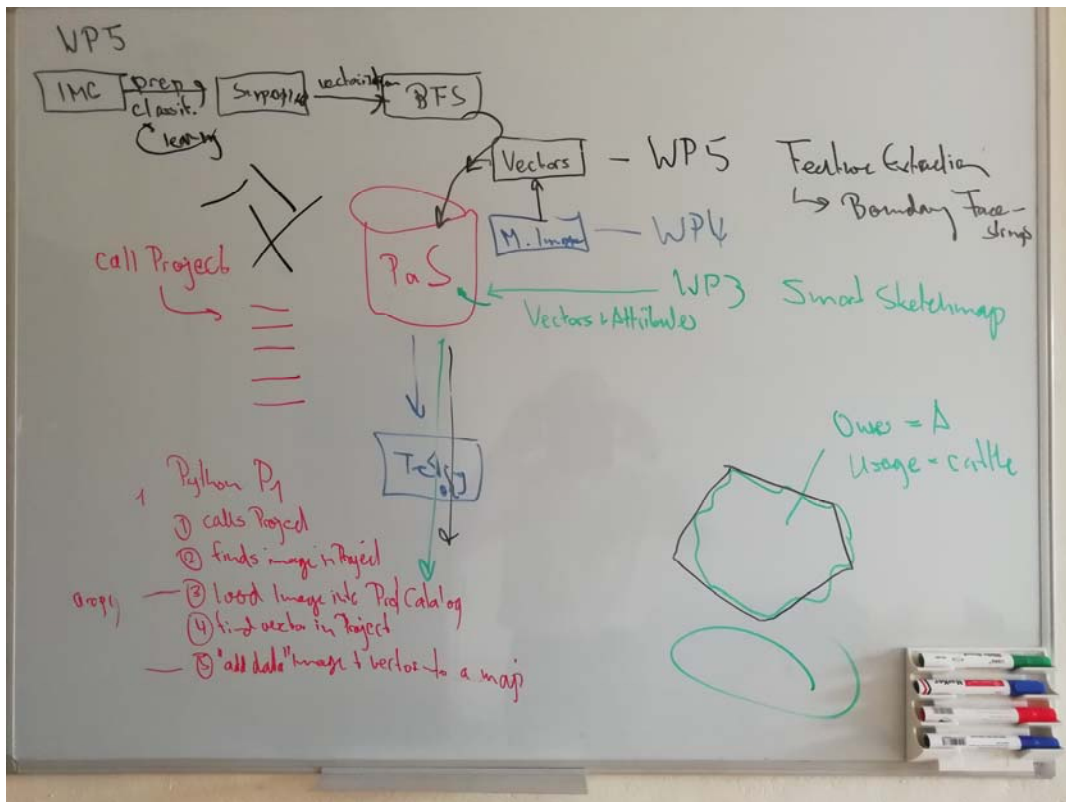 WP5
IMC
prep
classif.
learning
vectorization
BFS
Vectors - WP5
Feature Extraction
↳ Boundary Face-
strings
M. Image - WP4
PaS
WP3 Smart Sketchmap
Vectors + Attributes
call Project
Owner = A
Usage = cattle
Python P1
① calls Project
② finds image in Project
③ load Image into Prof Catalog
④ find vector in Project
⑤ "add data" Image + vector to a map